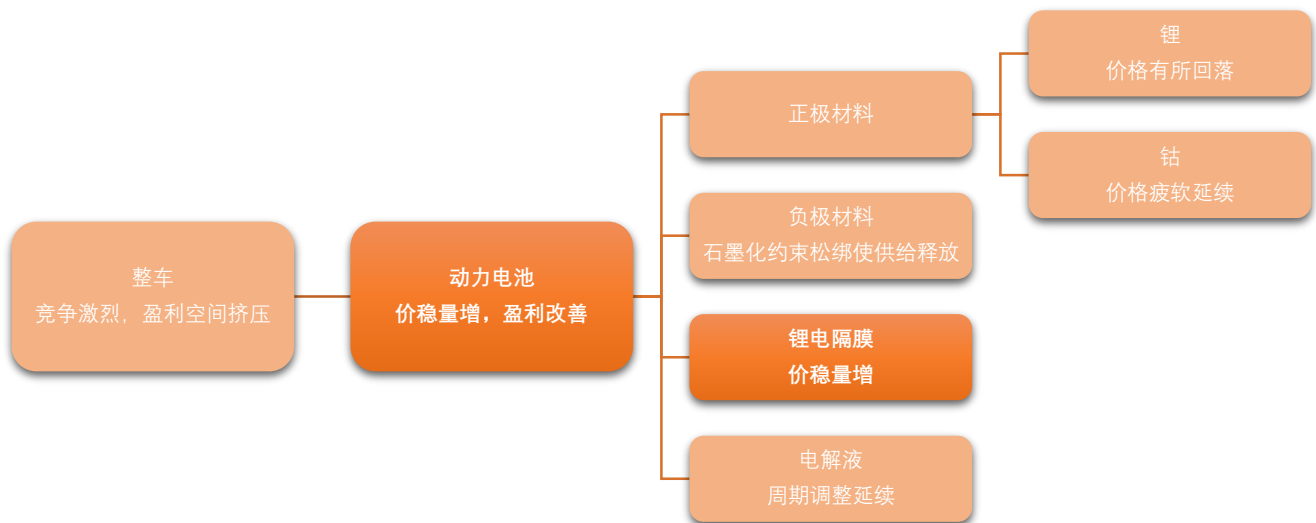 整车
竞争激烈，盈利空间挤压
动力电池
价稳量增，盈利改善
正极材料
锂
价格有所回落
钴
价格疲软延续
负极材料
石墨化约束松绑使供给释放
锂电隔膜
价稳量增
电解液
周期调整延续